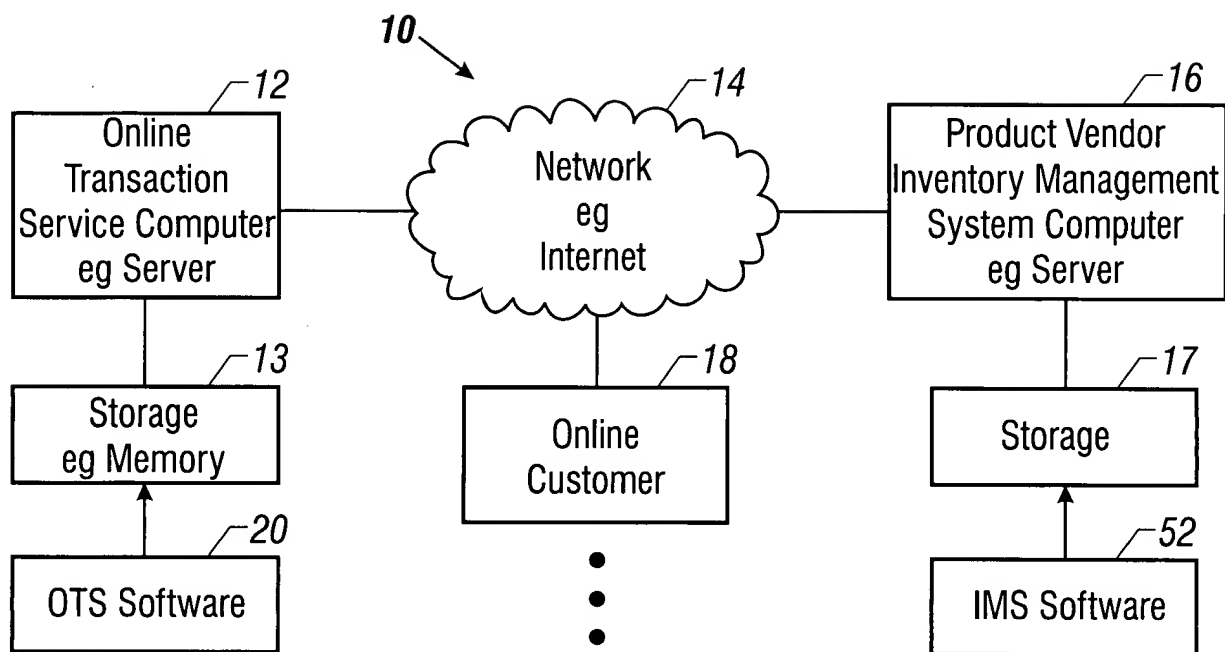 10
12
Online
Transaction
Service Computer
eg Server
14
Network
eg
Internet
16
Product Vendor
Inventory Management
System Computer
eg Server
13
Storage
eg Memory
18
Online
Customer
17
Storage
20
OTS Software
52
IMS Software